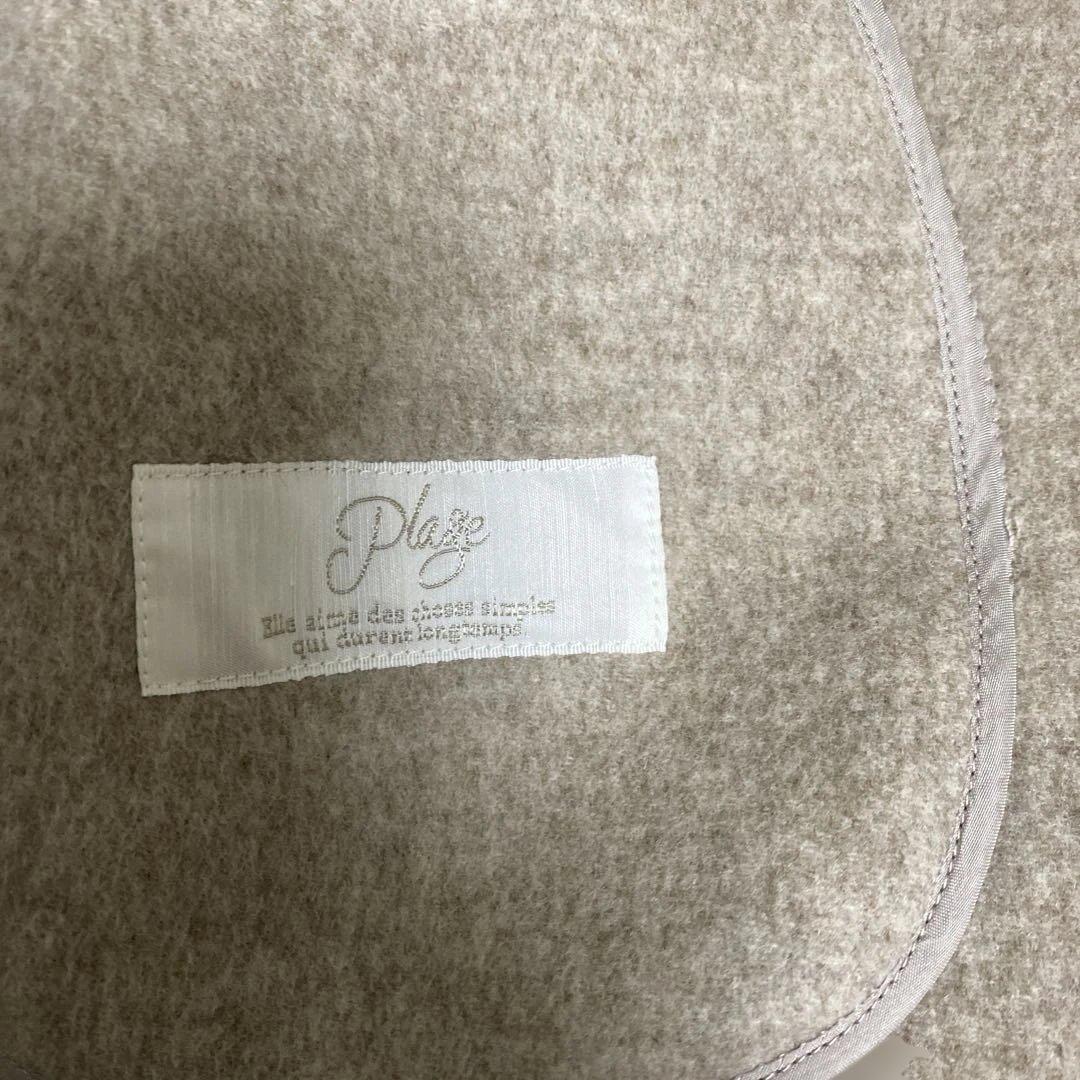 Plage
Elle aime des choses simples
qui durent longtemps.